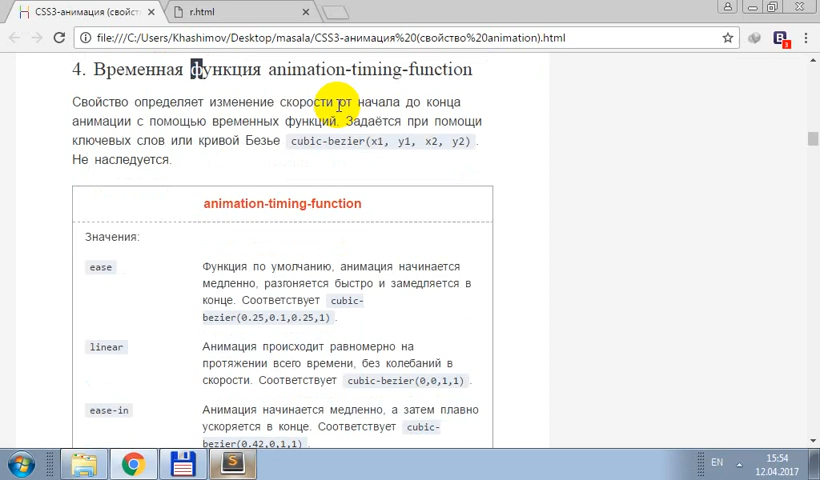 CSS3-анимация (свойств
r.html
file:///C:/Users/Khashimov/Desktop/masala/CSS3-анимация%20(свойство%20animation).html
3
4. Временная функция animation-timing-function
Свойство определяет изменение скорости от начала до конца
анимации с помощью временных функций. Задаётся при помощи
ключевых слов или кривой Безье cubic-bezier(x1, y1, x2, y2) .
Не наследуется.
animation-timing-function
Значения:
ease
Функция по умолчанию, анимация начинается
медленно, разгоняется быстро и замедляется в
конце. Соответствует cubic-
bezier(0.25,0.1,0.25,1) .
linear
Анимация происходит равномерно на
протяжении всего времени, без колебаний в
скорости. Соответствует cubic-bezier(0,0,1,1) .
ease-in
Анимация начинается медленно, а затем плавно
ускоряется в конце. Соответствует cubic-
bezier(0.42,0,1,1) .
EN
15:54
12.04.2017